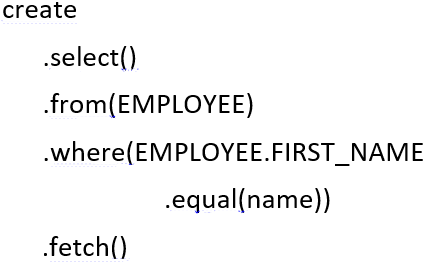 create
.select()
.from(EMPLOYEE)
.where(EMPLOYEE.FIRST_NAME
.equal(name))
.fetch()